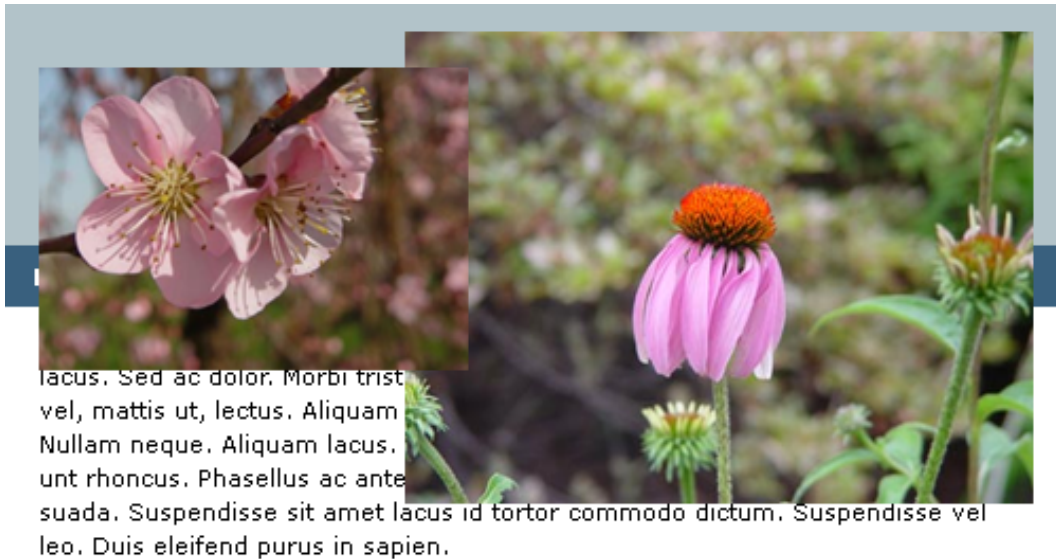 lacus. Sed ac dolor. Morbi trist
vel, mattis ut, lectus. Aliquam
Nullam neque. Aliquam lacus.
unt rhoncus. Phasellus ac ante
suada. Suspendisse sit amet lacus id tortor commodo dictum. Suspendisse vel
leo. Duis eleifend purus in sapien.